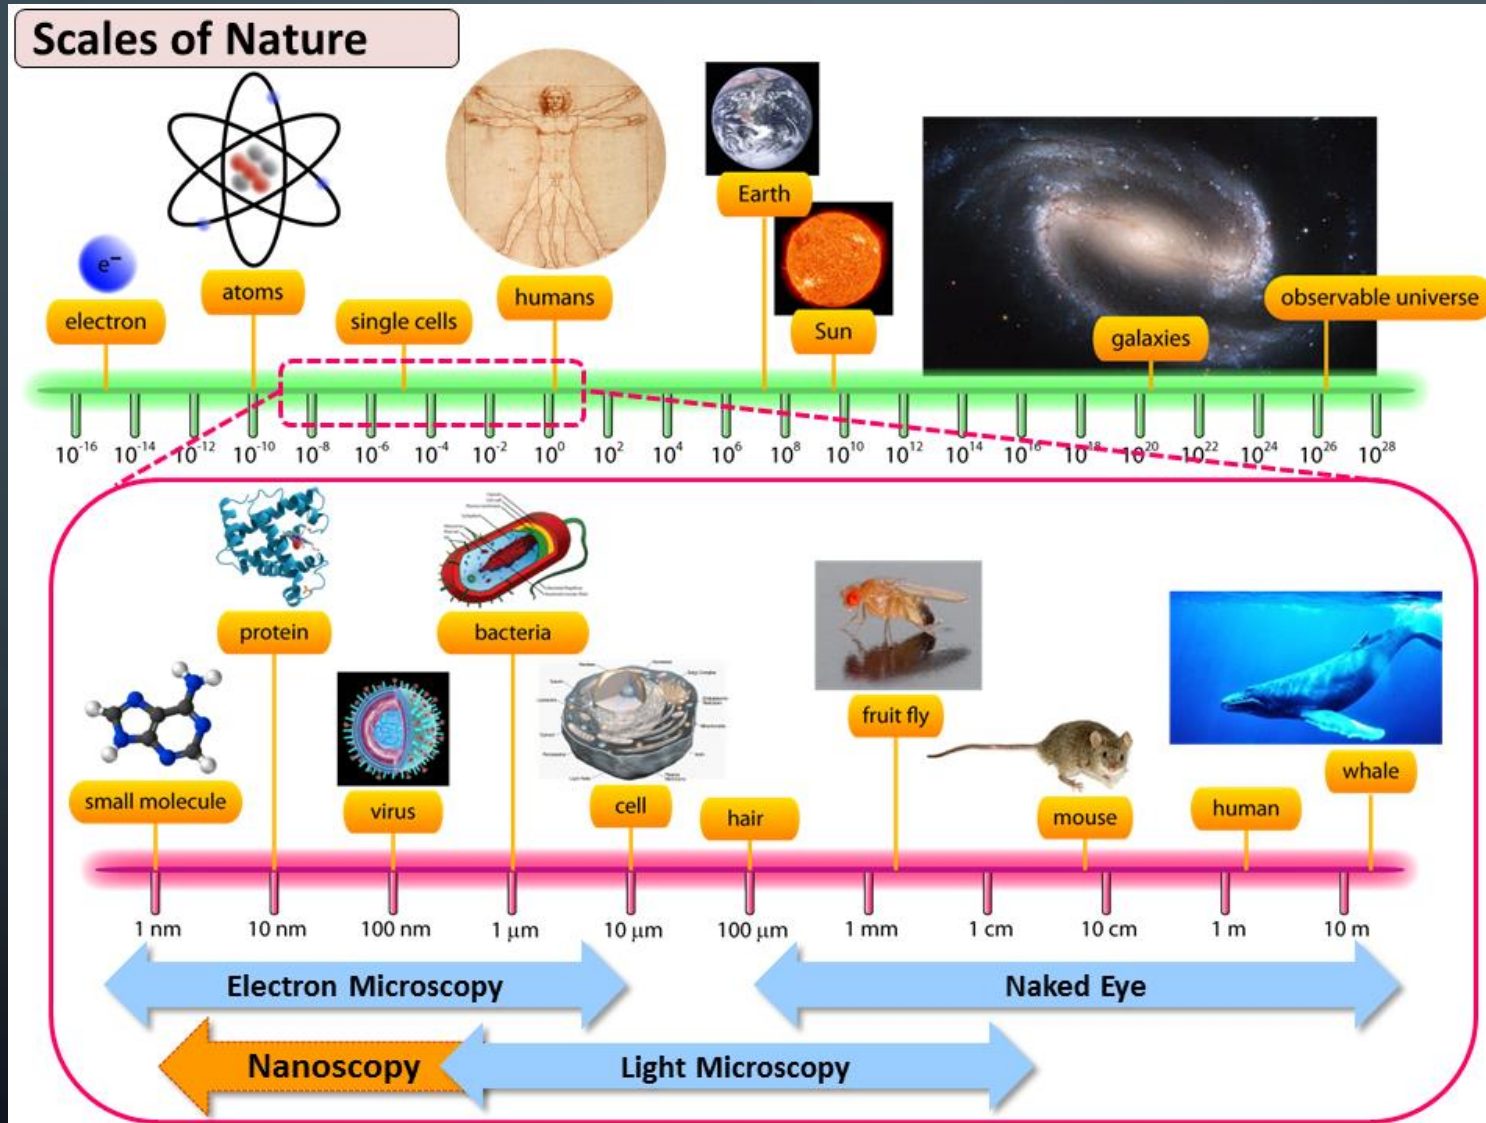 Scales of Nature
Earth
e⁻
atoms
humans
observable universe
electron
single cells
Sun
galaxies
10⁻¹⁶ 10⁻¹⁴ 10⁻¹² 10⁻¹⁰ 10⁻⁸ 10⁻⁶ 10⁻⁴ 10⁻² 10⁰ 10² 10⁴ 10⁶ 10⁸ 10¹⁰ 10¹² 10¹⁴ 10¹⁶ 10¹⁸ 10²⁰ 10²² 10²⁴ 10²⁶ 10²⁸
protein
bacteria
fruit fly
whale
small molecule
virus
cell
hair
mouse
human
1 nm 10 nm 100 nm 1 μm 10 μm 100 μm 1 mm 1 cm 10 cm 1 m 10 m
Electron Microscopy
Naked Eye
Nanoscopy
Light Microscopy